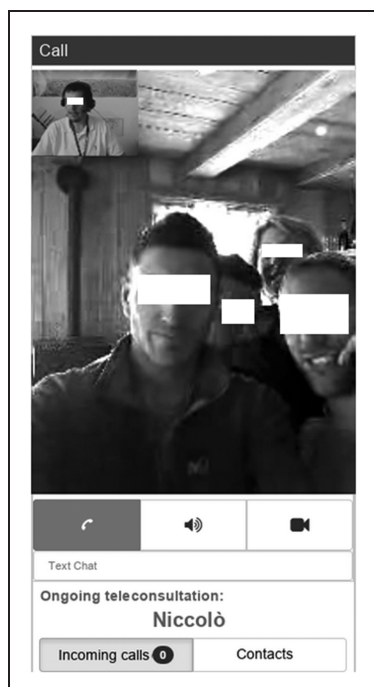 Call
Text Chat
Ongoing teleconsultation:
Niccolò
Incoming calls 0
Contacts